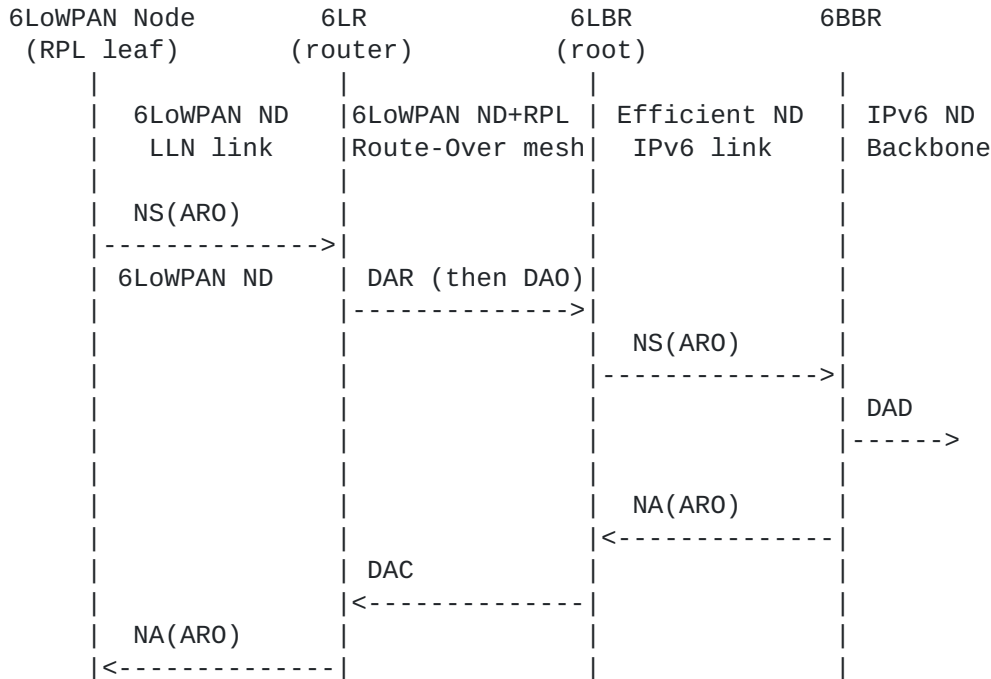 6LoWPAN Node 6LR 6LBR 6BBR
(RPL leaf) (router) (root)
6LoWPAN ND 6LoWPAN ND+RPL Efficient ND IPv6 ND
LLN link Route-Over mesh IPv6 link Backbone
NS(ARO)
6LoWPAN ND DAR (then DAO)
NS(ARO)
DAD
NA(ARO)
DAC
NA(ARO)